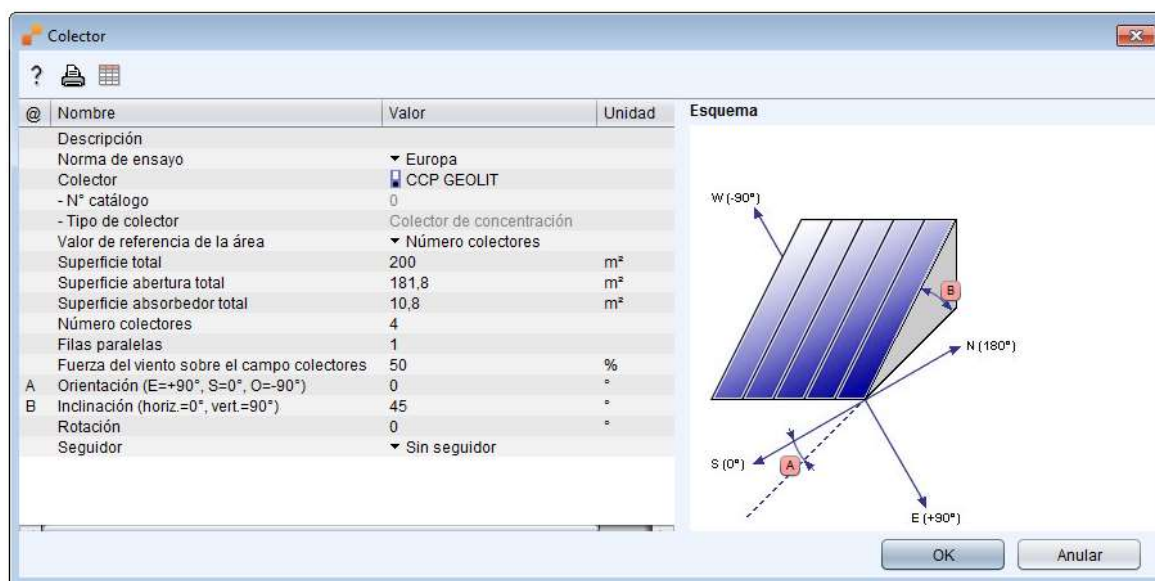 Colector
?
@ Nombre Valor Unidad
Descripción
Norma de ensayo Europa
Colector CCP GEOLIT
- N° catálogo 0
- Tipo de colector Colector de concentración
Valor de referencia de la área Número colectores
Superficie total 200 m²
Superficie abertura total 181,8 m²
Superficie absorbedor total 10,8 m²
Número colectores 4
Filas paralelas 1
Fuerza del viento sobre el campo colectores 50 %
A Orientación (E=+90°, S=0°, O=-90°) 0 °
B Inclinación (horiz.=0°, vert.=90°) 45 °
Rotación 0 °
Seguidor Sin seguidor
Esquema
W (-90°)
B
N (180°)
S (0°)
A
E (+90°)
OK Anular